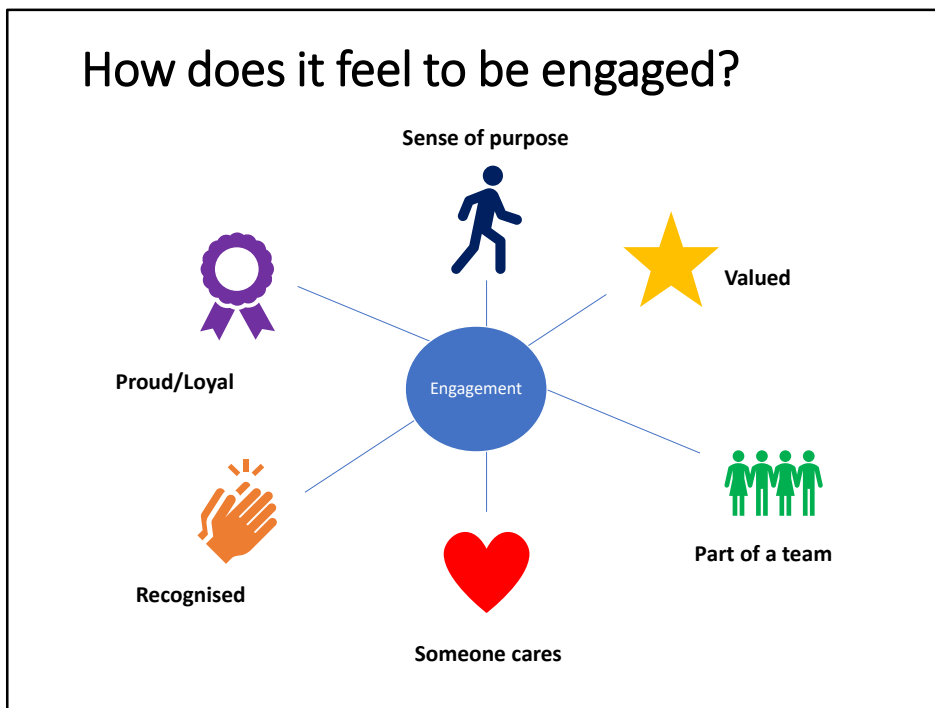 How does it feel to be engaged?
Sense of purpose
Valued
Proud/Loyal
Engagement
Recognised
Part of a team
Someone cares